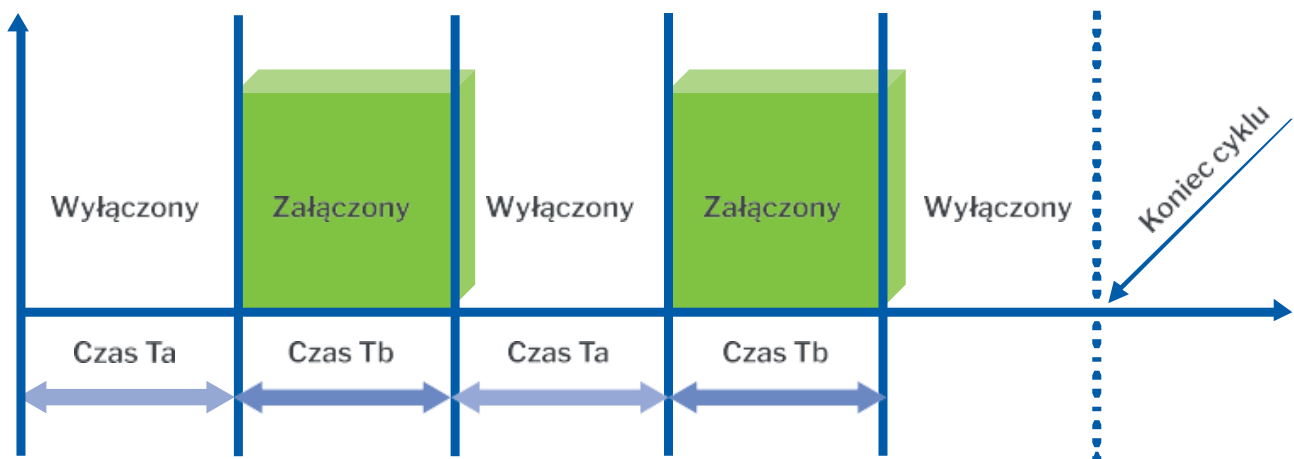 Wyłączony
Załączony
Wyłączony
Załączony
Wyłączony
Koniec cyklu
Czas Ta
Czas Tb
Czas Ta
Czas Tb